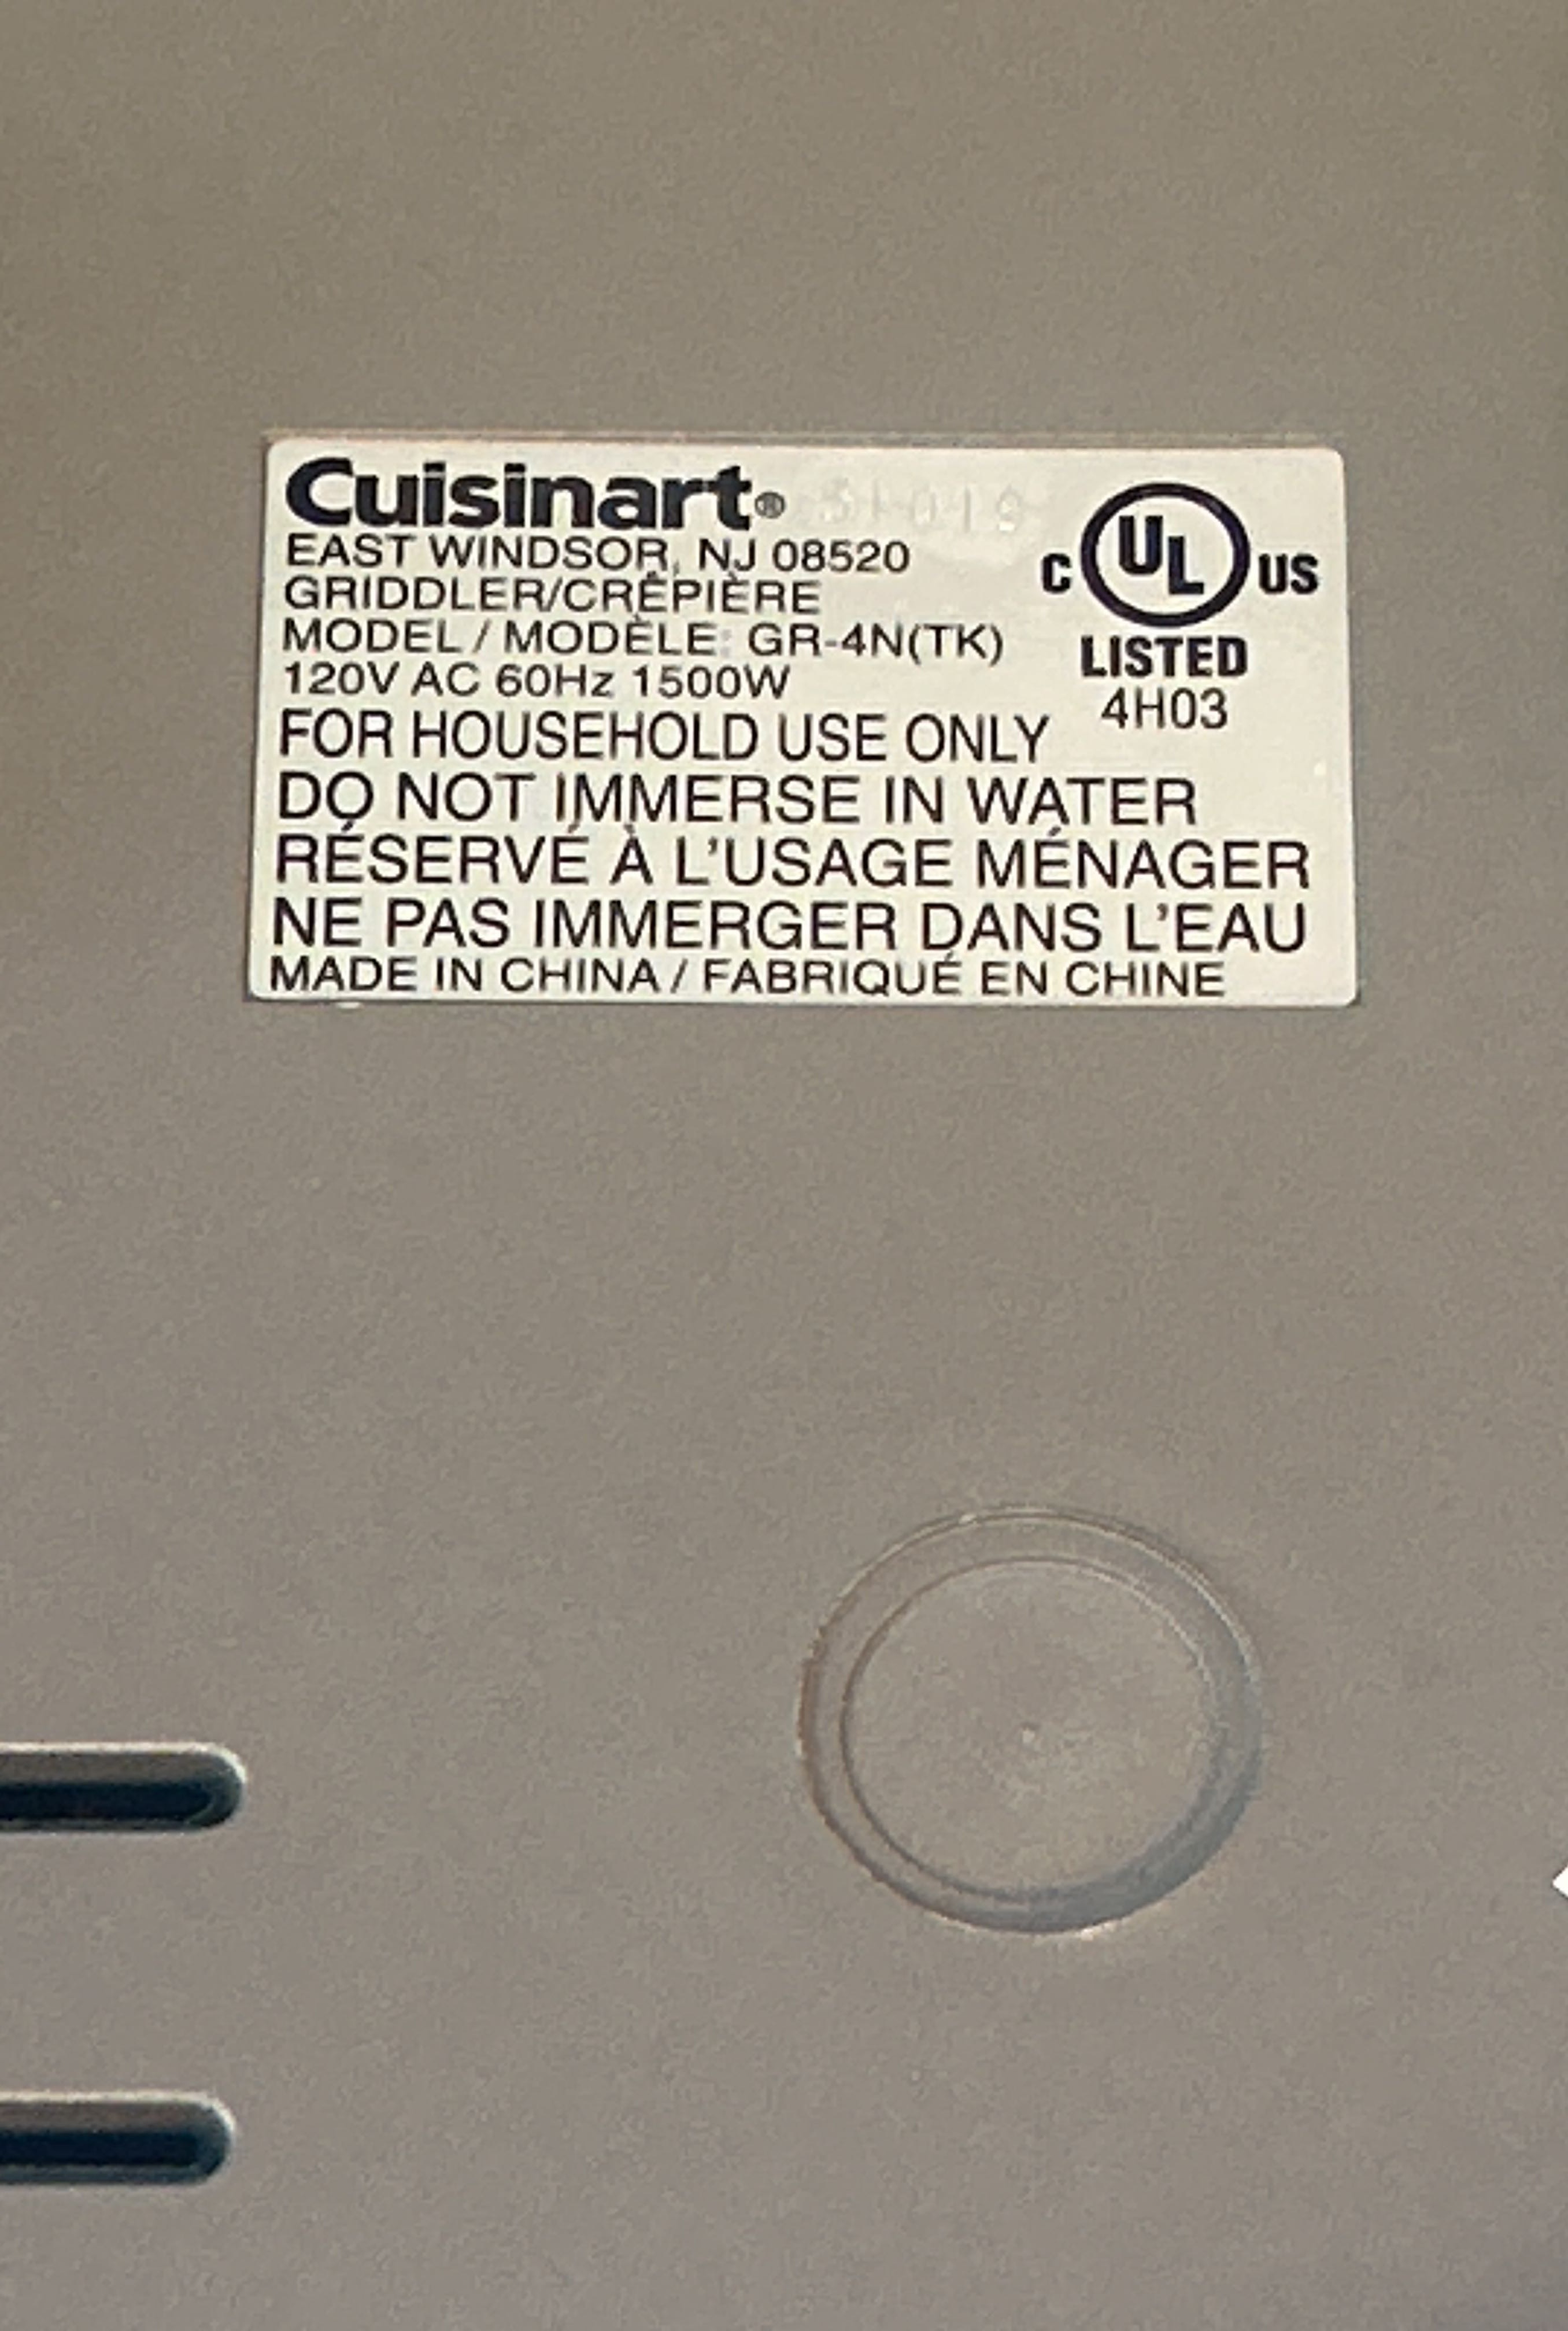 Cuisinart®
EAST WINDSOR, NJ 08520
GRIDDLER/CRÊPIÈRE
MODEL / MODÈLE: GR-4N(TK)
120V AC 60Hz 1500W
C UL US
LISTED
4H03
FOR HOUSEHOLD USE ONLY
DO NOT IMMERSE IN WATER
RÉSERVÉ À L'USAGE MÉNAGER
NE PAS IMMERGER DANS L'EAU
MADE IN CHINA / FABRIQUÉ EN CHINE